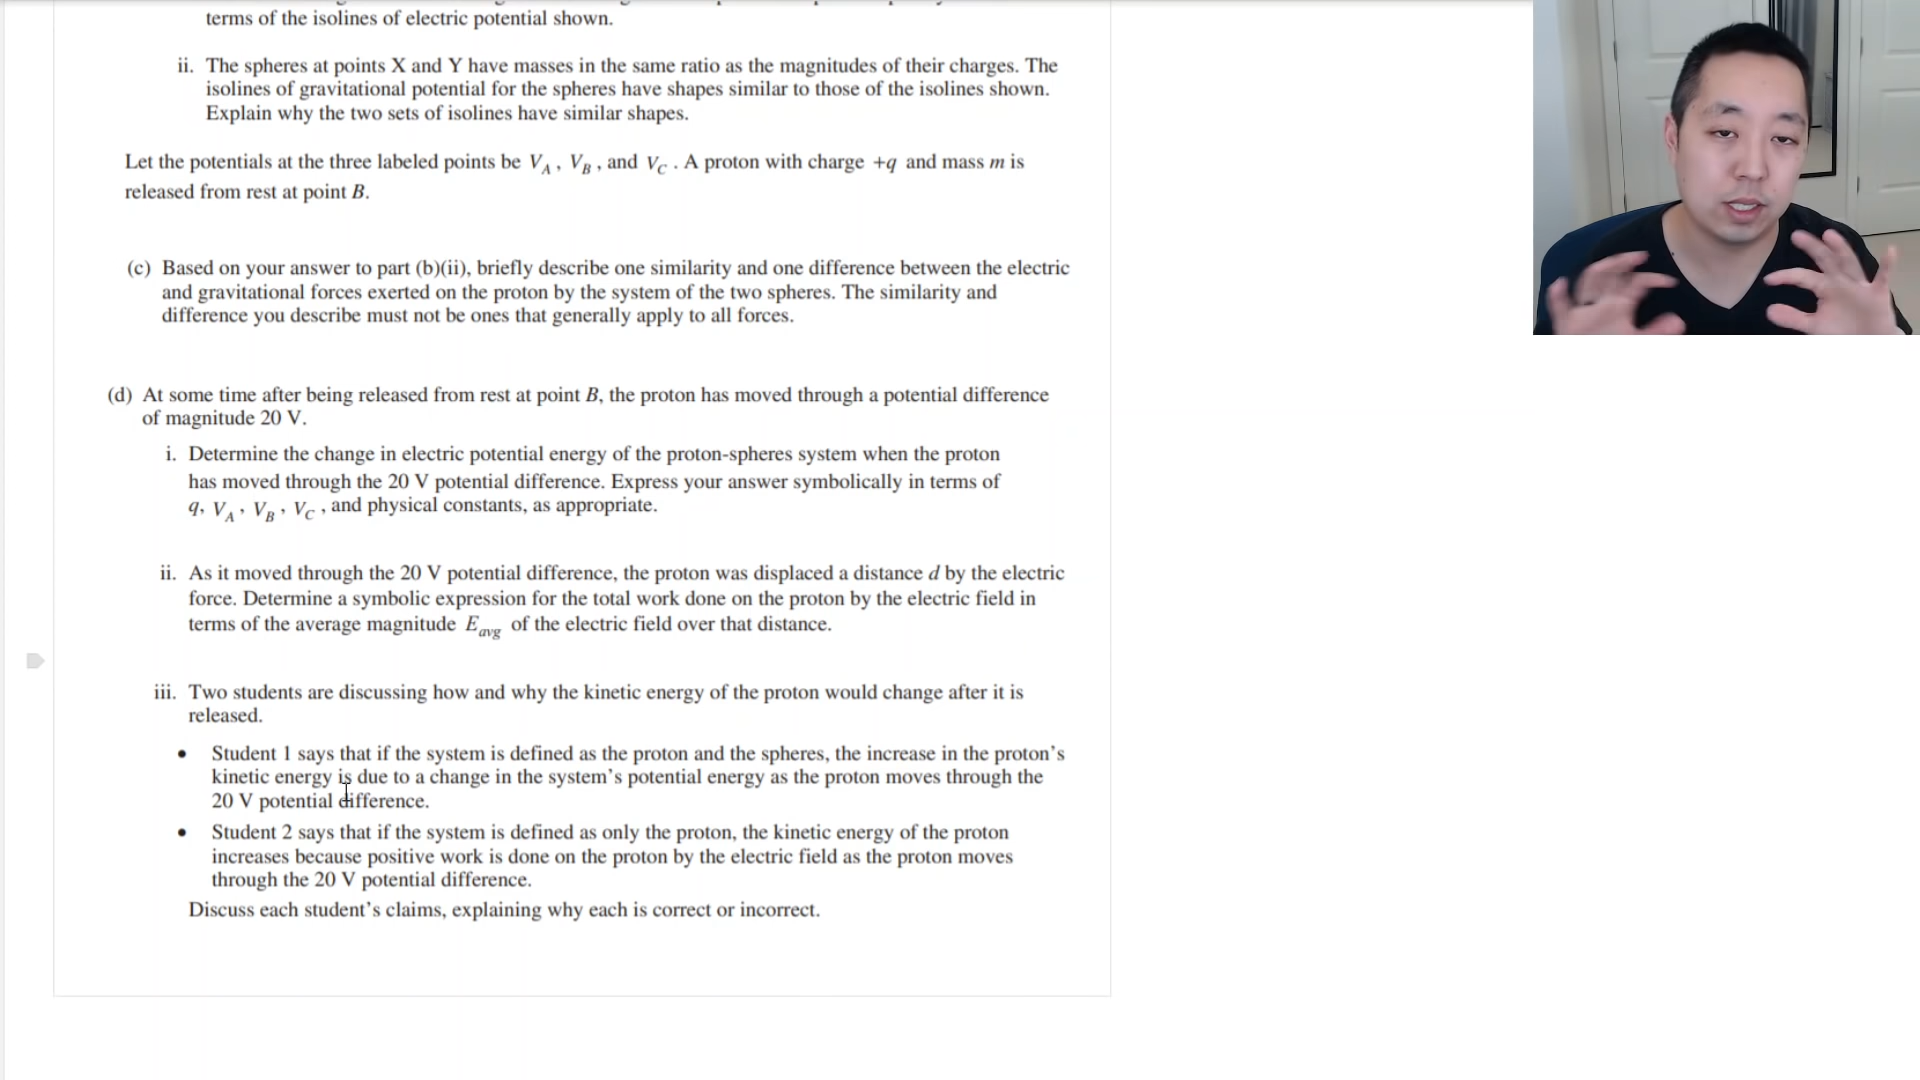 terms of the isolines of electric potential shown.
ii. The spheres at points X and Y have masses in the same ratio as the magnitudes of their charges. The
isolines of gravitational potential for the spheres have shapes similar to those of the isolines shown.
Explain why the two sets of isolines have similar shapes.
Let the potentials at the three labeled points be V_A, V_B, and V_C. A proton with charge +q and mass m is
released from rest at point B.
(c) Based on your answer to part (b)(ii), briefly describe one similarity and one difference between the electric
and gravitational forces exerted on the proton by the system of the two spheres. The similarity and
difference you describe must not be ones that generally apply to all forces.
(d) At some time after being released from rest at point B, the proton has moved through a potential difference
of magnitude 20 V.
i. Determine the change in electric potential energy of the proton-spheres system when the proton
has moved through the 20 V potential difference. Express your answer symbolically in terms of
q, V_A, V_B, V_C, and physical constants, as appropriate.
ii. As it moved through the 20 V potential difference, the proton was displaced a distance d by the electric
force. Determine a symbolic expression for the total work done on the proton by the electric field in
terms of the average magnitude E_avg of the electric field over that distance.
iii. Two students are discussing how and why the kinetic energy of the proton would change after it is
released.
• Student 1 says that if the system is defined as the proton and the spheres, the increase in the proton's
kinetic energy is due to a change in the system's potential energy as the proton moves through the
20 V potential difference.
• Student 2 says that if the system is defined as only the proton, the kinetic energy of the proton
increases because positive work is done on the proton by the electric field as the proton moves
through the 20 V potential difference.
Discuss each student's claims, explaining why each is correct or incorrect.